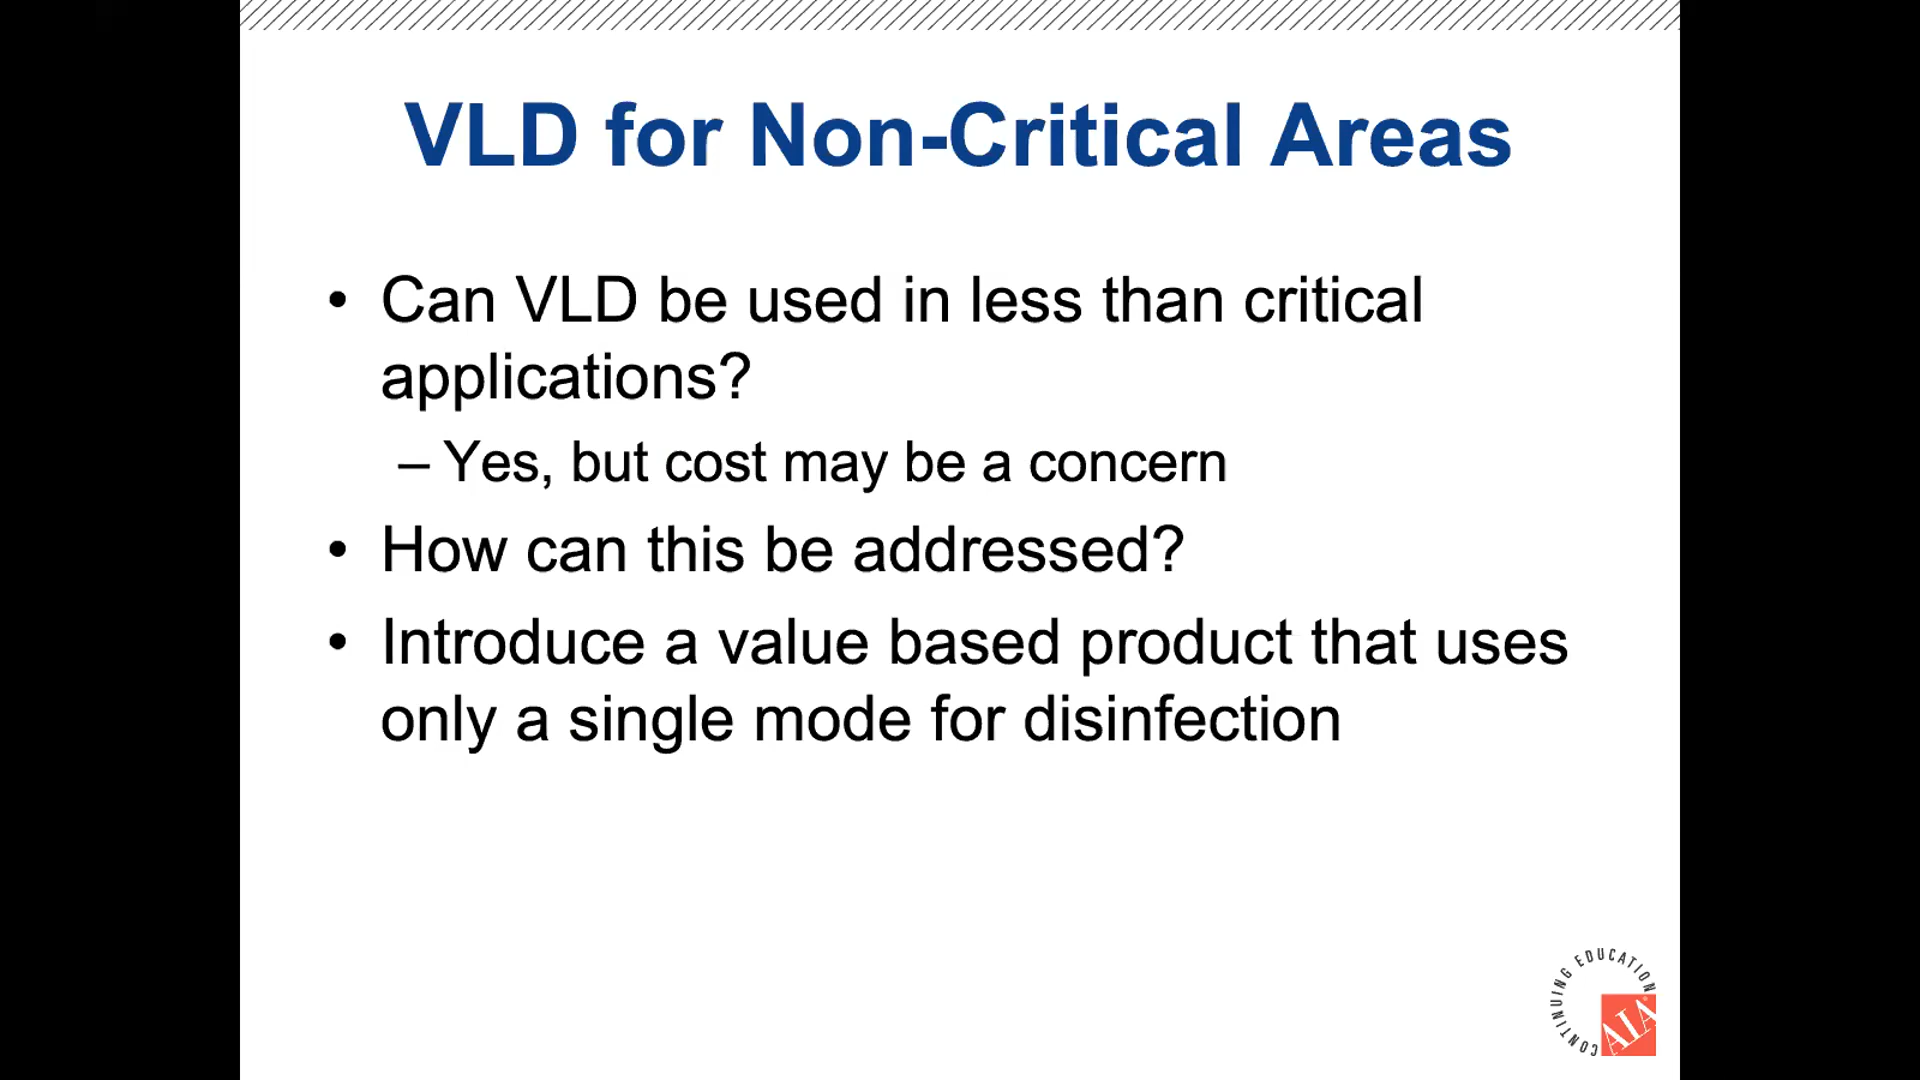 VLD for Non-Critical Areas
• Can VLD be used in less than critical
applications?
– Yes, but cost may be a concern
• How can this be addressed?
• Introduce a value based product that uses
only a single mode for disinfection
CONTINUING EDUCATION
AIA